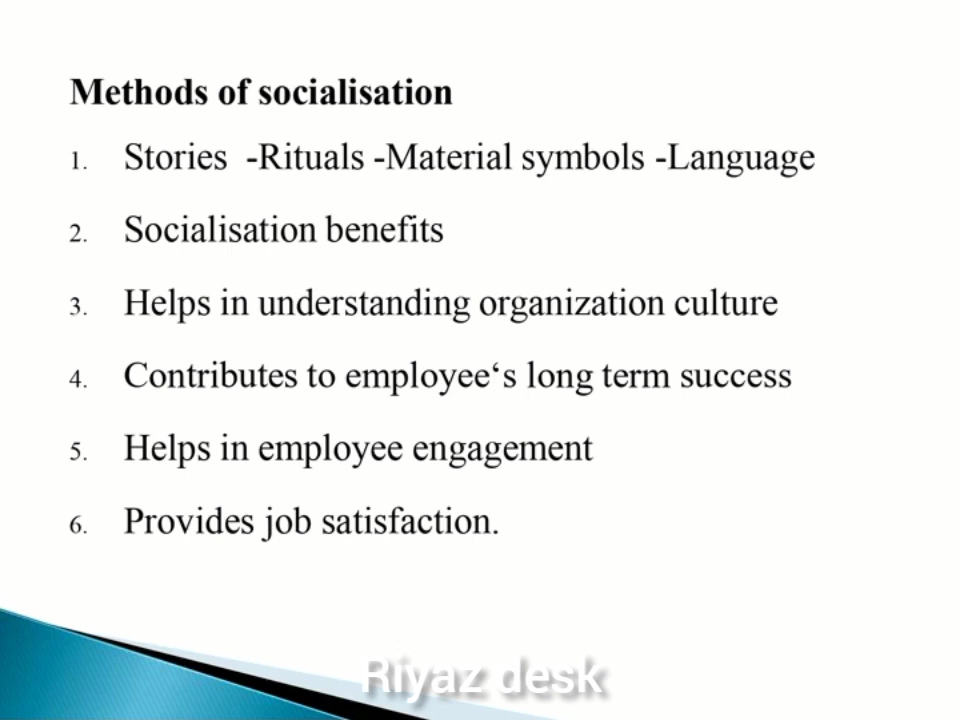 Methods of socialisation
1. Stories -Rituals -Material symbols -Language
2. Socialisation benefits
3. Helps in understanding organization culture
4. Contributes to employee‘s long term success
5. Helps in employee engagement
6. Provides job satisfaction.
Riyaz desk